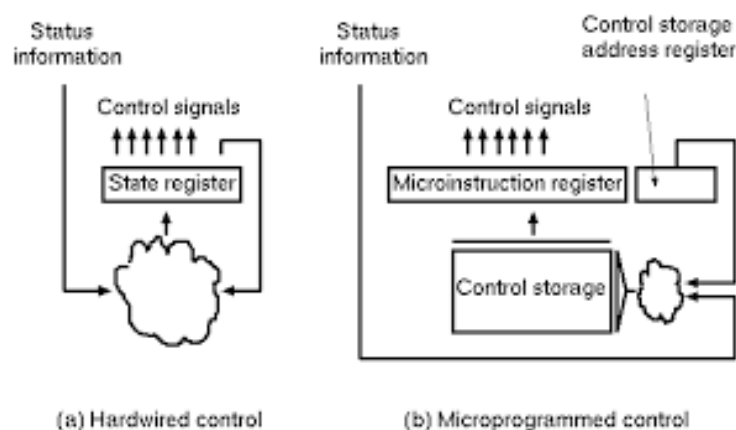 Status
information
Control signals
State register
(a) Hardwired control
Status
information
Control storage
address register
Control signals
Microinstruction register
Control storage
(b) Microprogrammed control